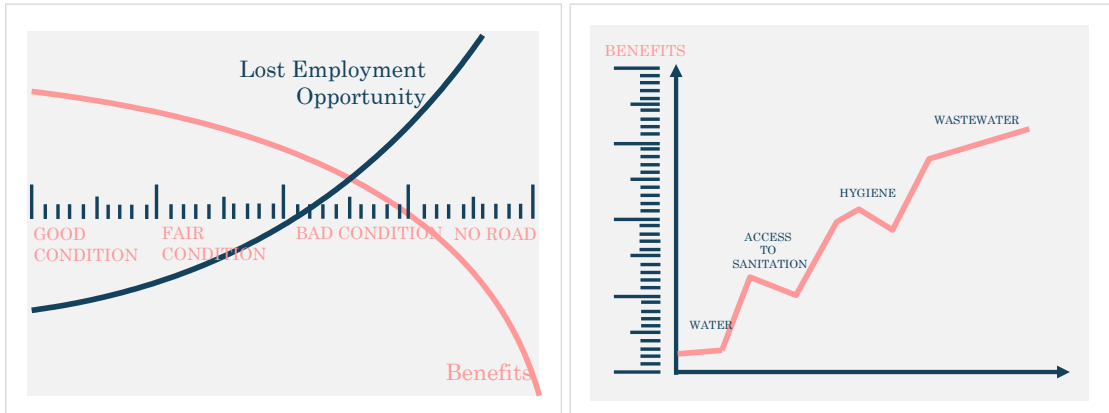 Lost Employment
Opportunity
GOOD
CONDITION
FAIR
CONDITION
BAD CONDITION
NO ROAD
Benefits
BENEFITS
WASTEWATER
HYGIENE
ACCESS
TO
SANITATION
WATER